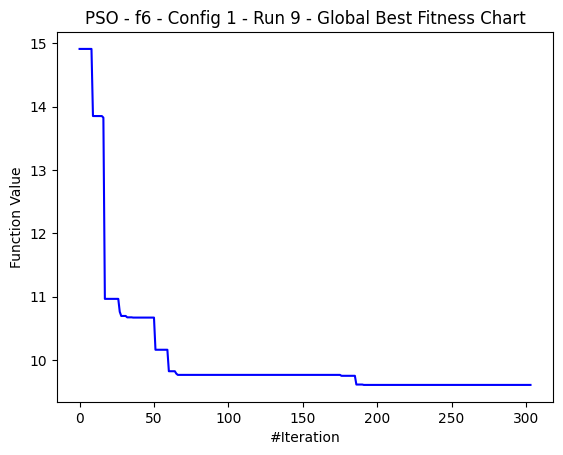 PSO - f6 - Config 1 - Run 9 - Global Best Fitness Chart
15
14
13
12
11
10
Function Value
0 50 100 150 200 250 300
#Iteration